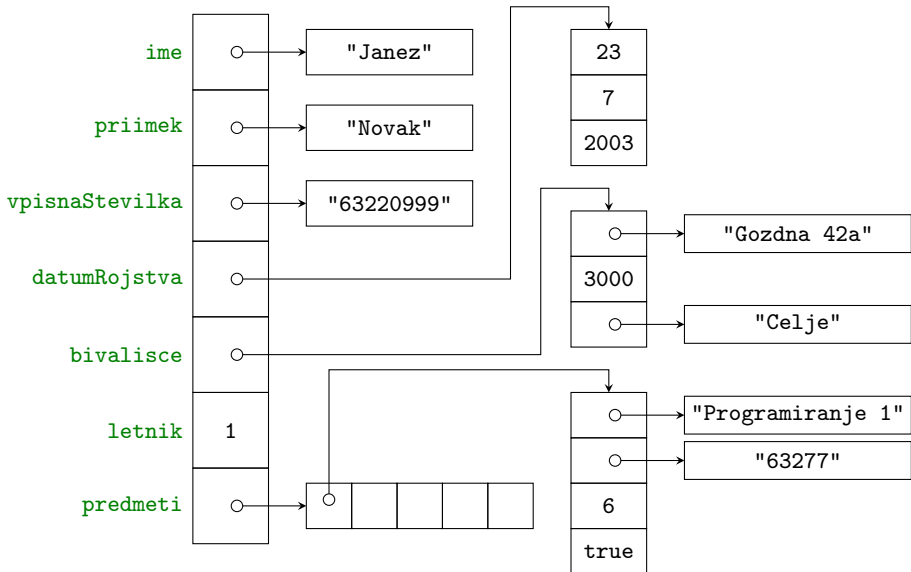 ime
"Janez"
23
priimek
"Novak"
7
2003
vpisnaStevilka
"63220999"
"Gozdna 42a"
datumRojstva
3000
"Celje"
bivalisce
letnik
1
"Programiranje 1"
"63277"
predmeti
6
true